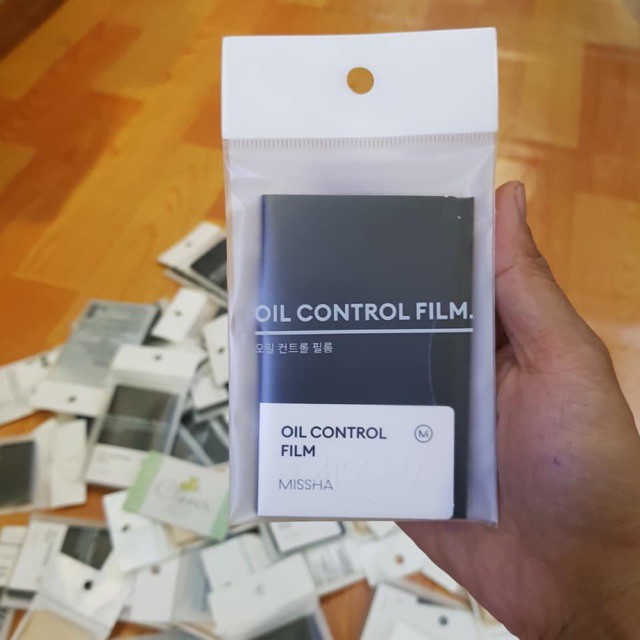 OIL CONTROL FILM.
오일 컨트롤 필름
OIL CONTROL
FILM
M
MISSHA